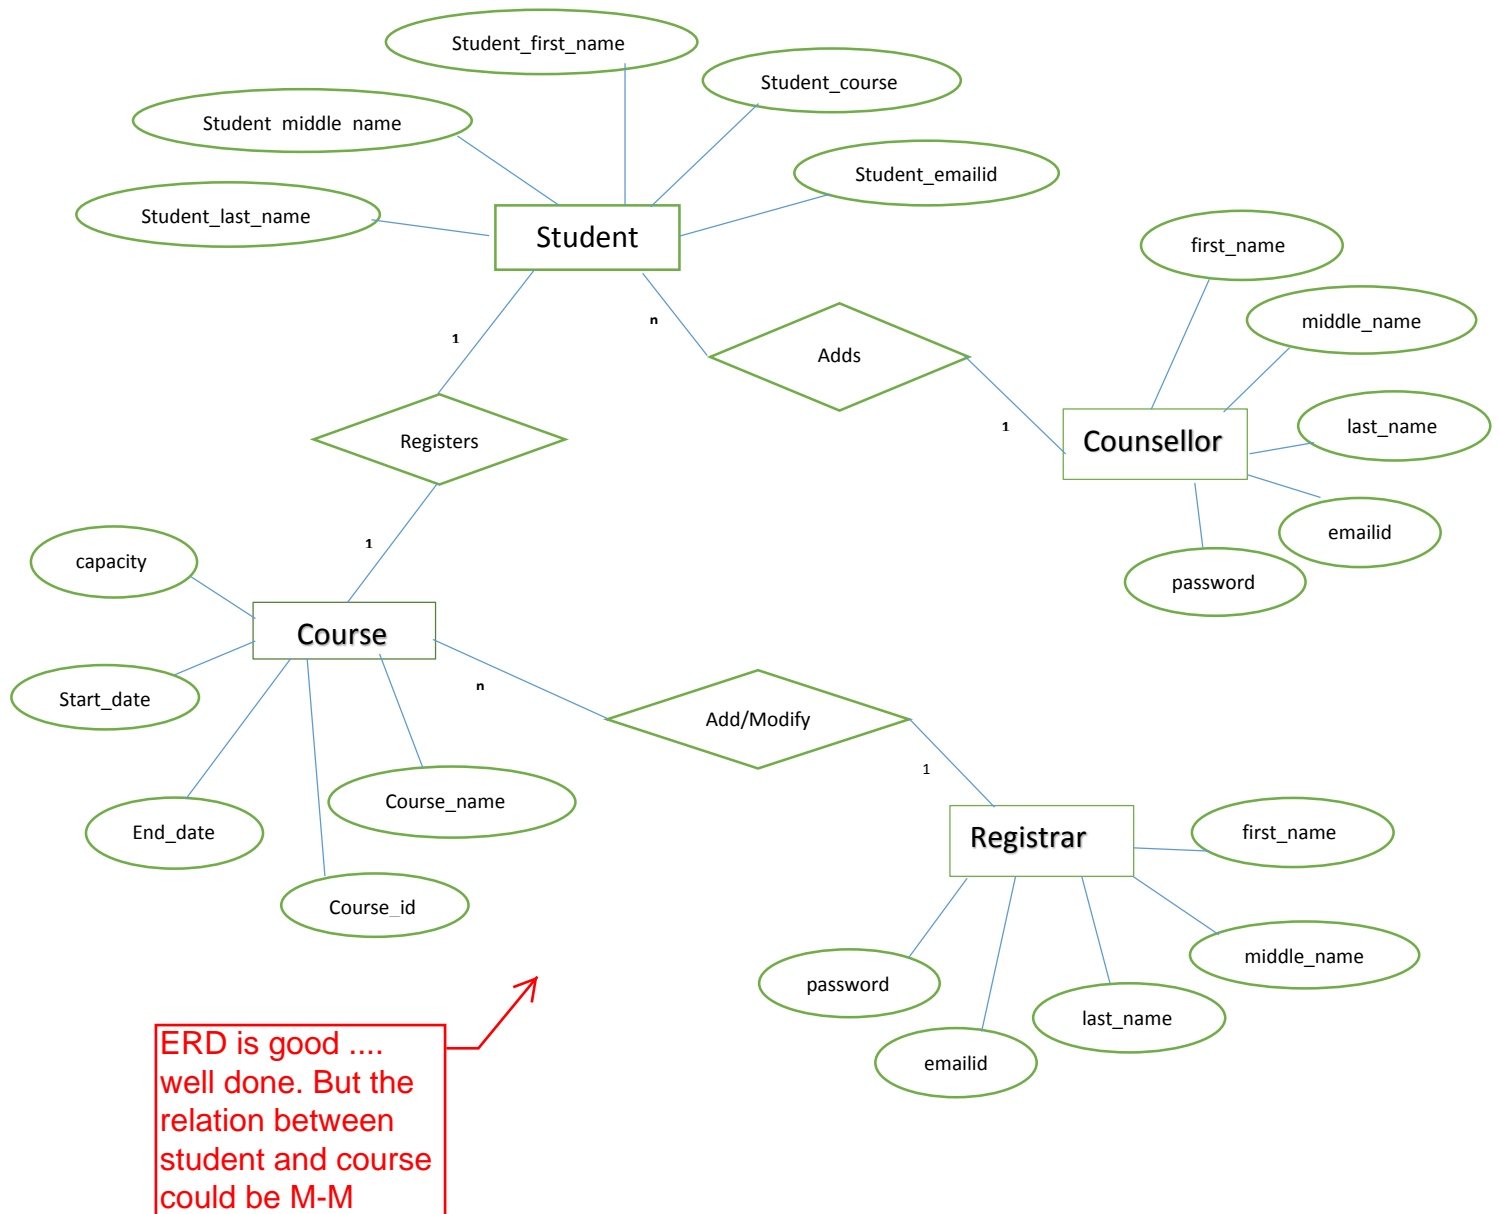 Student_first_name
Student_course
Student middle name
Student_emailid
Student_last_name
Student
first_name
middle_name
n
1
Adds
last_name
1
Registers
Counsellor
emailid
1
capacity
password
Course
n
Start_date
Add/Modify
1
Course_name
End_date
Registrar
first_name
Course_id
middle_name
password
last_name
emailid
ERD is good ....
well done. But the
relation between
student and course
could be M-M